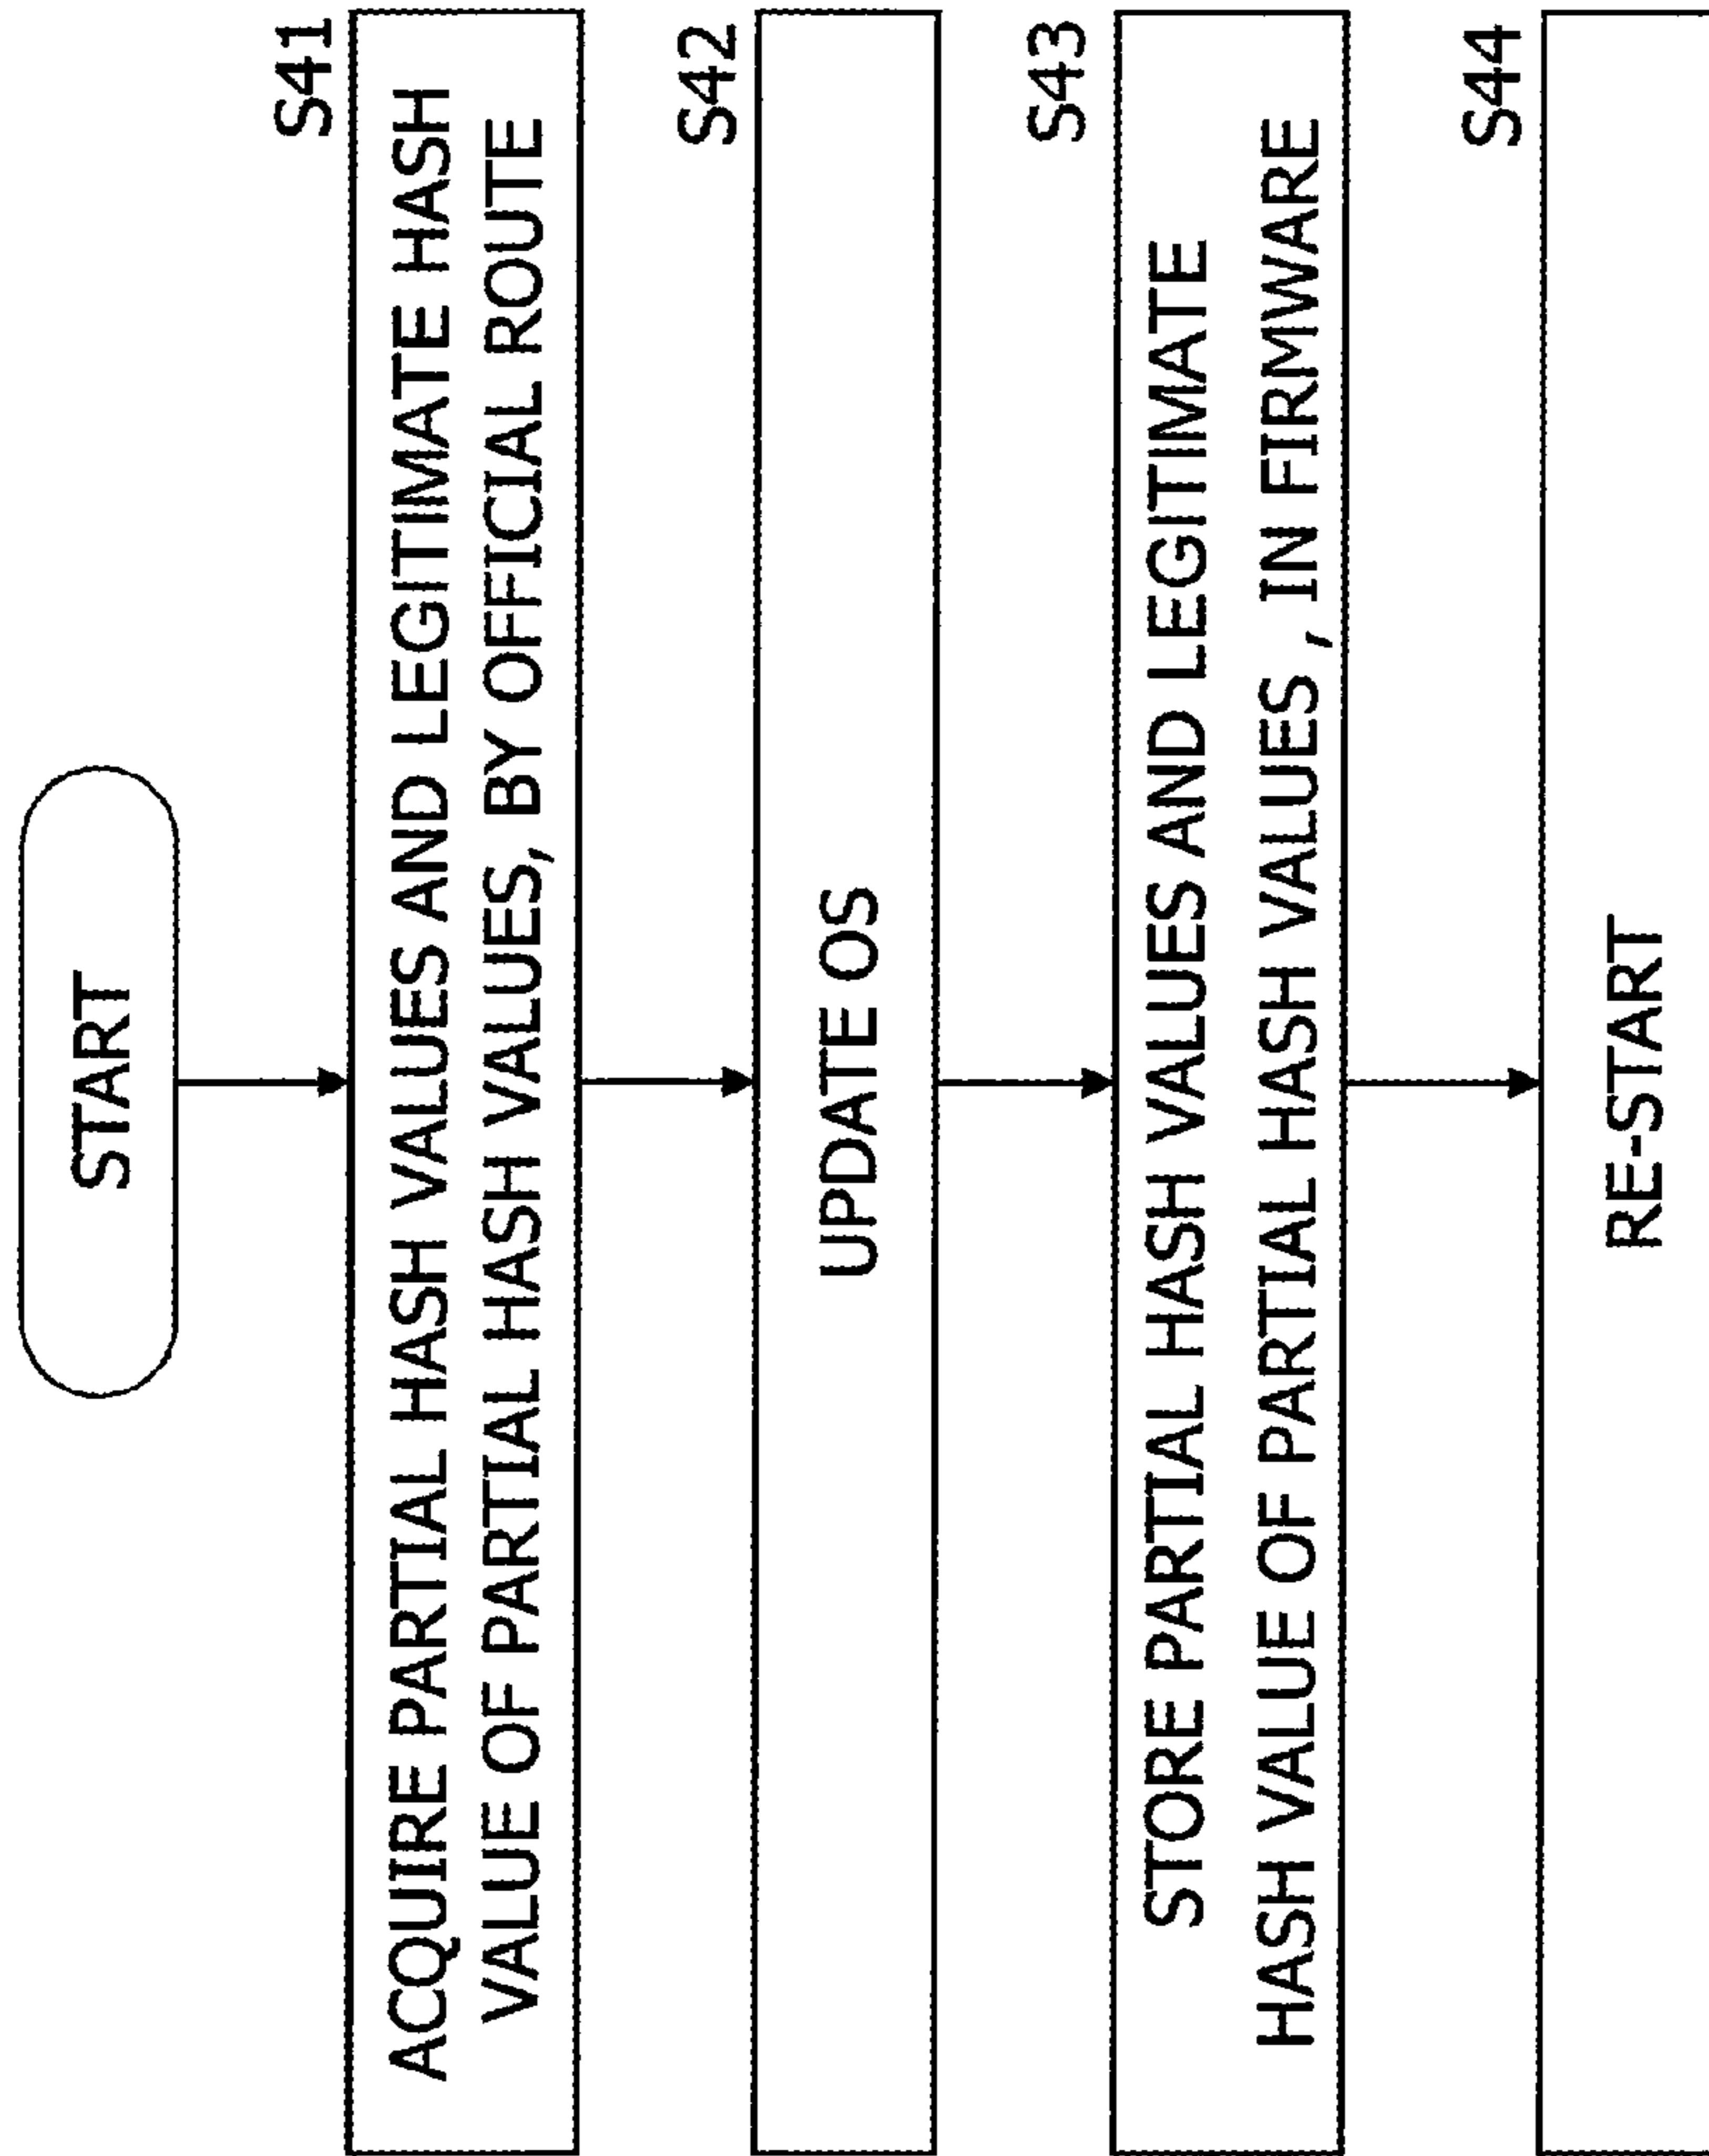 START
S41
ACQUIRE PARTIAL HASH VALUES AND LEGITIMATE HASH
VALUE OF PARTIAL HASH VALUES, BY OFFICIAL ROUTE
S42
UPDATE OS
S43
STORE PARTIAL HASH VALUES AND LEGITIMATE
HASH VALUE OF PARTIAL HASH VALUES , IN FIRMWARE
S44
RE-START